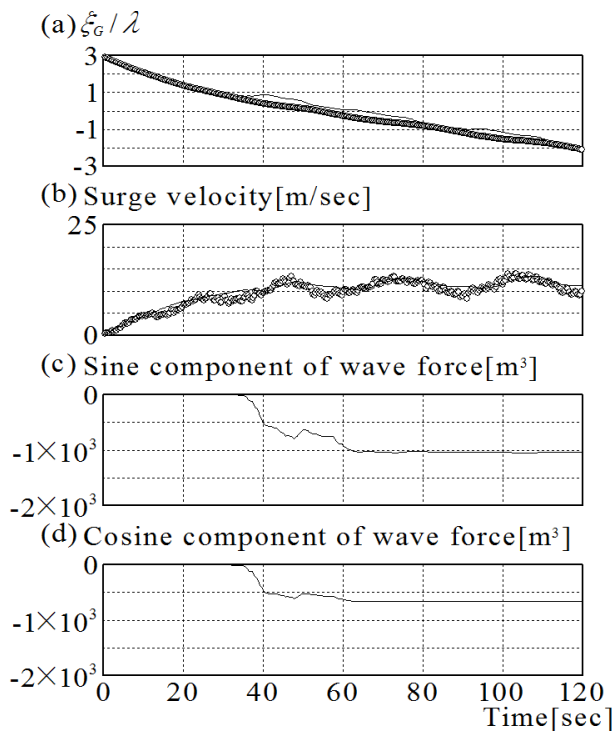 (a) ξG/λ
3
1
-1
-3
(b) Surge velocity[m/sec]
25
0
(c) Sine component of wave force[m³]
0
-1×10³
-2×10³
(d) Cosine component of wave force[m³]
0
-1×10³
-2×10³
0 20 40 60 80 100 120
Time[sec]